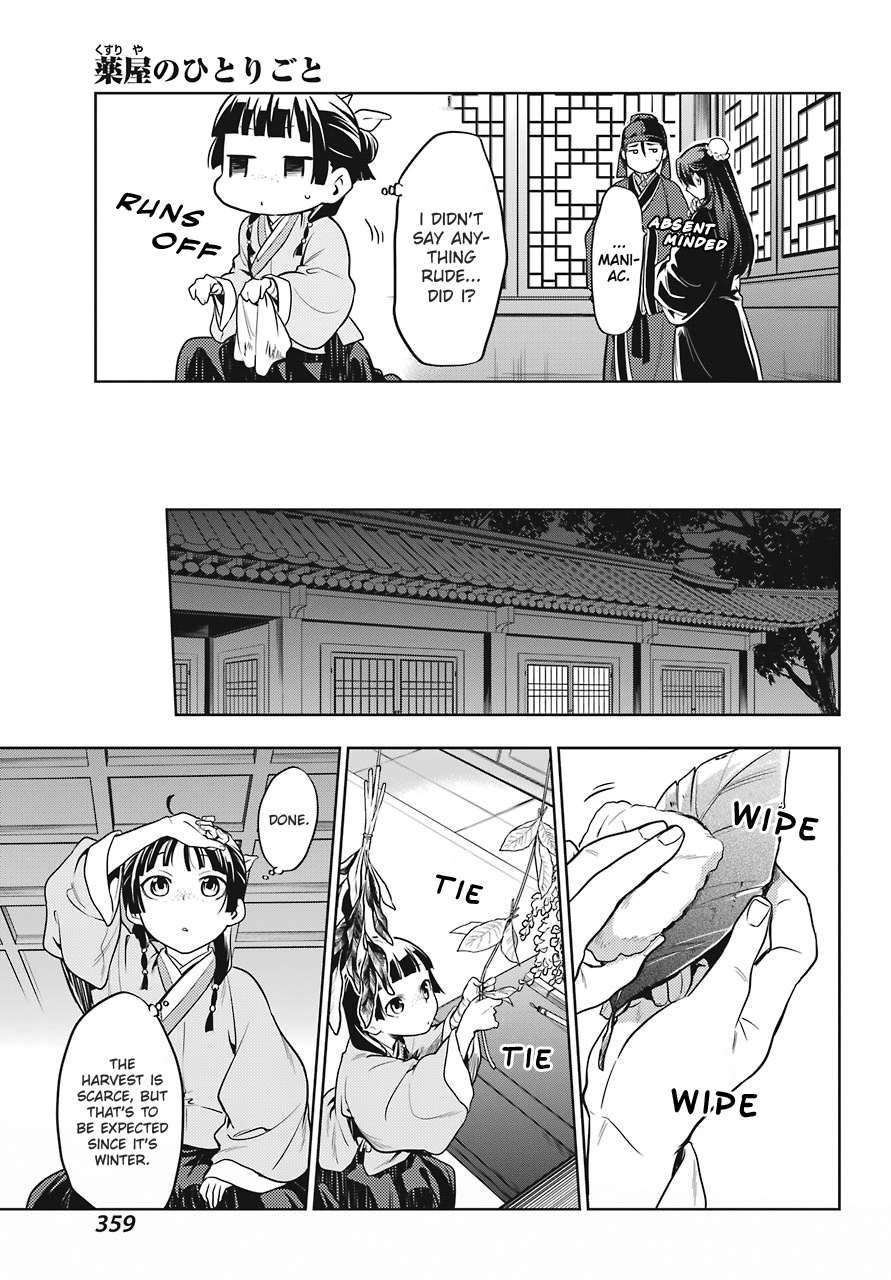 くすり や
薬屋のひとりごと
...
MANI-
AC.
ABSENT
MINDED
I DIDN'T
SAY ANY-
THING
RUDE...
DID I?
RUNS
OFF
WIPE
WIPE
TIE
TIE
DONE.
THE
HARVEST IS
SCARCE, BUT
THAT'S TO
BE EXPECTED
SINCE IT'S
WINTER.
359